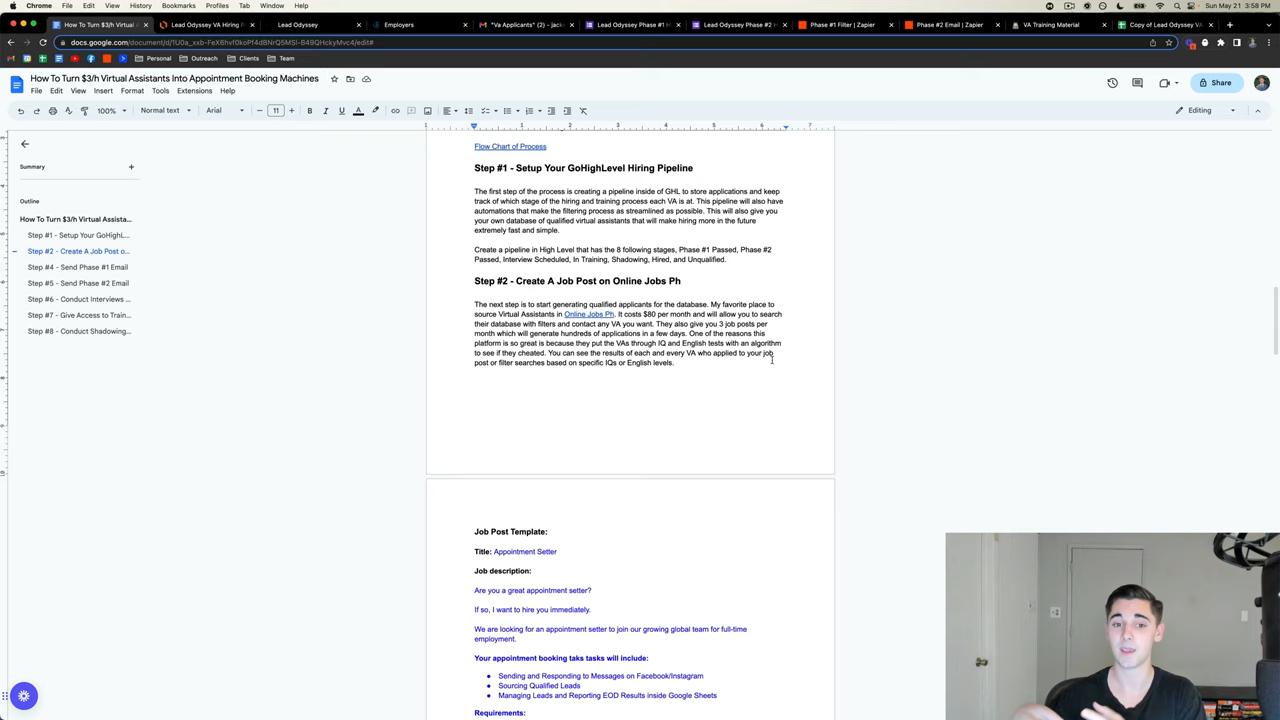 Chrome File Edit View History Bookmarks Profiles Tab Window Help
Sun May 21 3:58 PM
How To Turn $3/h Virtual Assist
Lead Odyssey VA Hiring P
Lead Odyssey
Employers
"Va Applicants" (2) - jack
Lead Odyssey Phase #1 H
Lead Odyssey Phase #2 H
Phase #1 Filter | Zapier
Phase #2 Email | Zapier
VA Training Material
Copy of Lead Odyssey VA
docs.google.com/document/d/1U0a_xxb-FeX6hvf0koPf4dBNrQ5MSl-B49QHckyMvc4/edit#
Personal Outreach Clients Team
How To Turn $3/h Virtual Assistants Into Appointment Booking Machines
File Edit View Insert Format Tools Extensions Help
Share
100% Normal text Arial 11
Editing
1 1 2 3 4 5 6 7
Summary
Outline
How To Turn $3/h Virtual Assista...
Step #1 - Setup Your GoHighL...
Step #2 - Create A Job Post o...
Step #4 - Send Phase #1 Email
Step #5 - Send Phase #2 Email
Step #6 - Conduct Interviews ...
Step #7 - Give Access to Train...
Step #8 - Conduct Shadowing...
Flow Chart of Process
Step #1 - Setup Your GoHighLevel Hiring Pipeline
The first step of the process is creating a pipeline inside of GHL to store applications and keep
track of which stage of the hiring and training process each VA is at. This pipeline will also have
automations that make the filtering process as streamlined as possible. This will also give you
your own database of qualified virtual assistants that will make hiring more in the future
extremely fast and simple.
Create a pipeline in High Level that has the 8 following stages, Phase #1 Passed, Phase #2
Passed, Interview Scheduled, In Training, Shadowing, Hired, and Unqualified.
Step #2 - Create A Job Post on Online Jobs Ph
The next step is to start generating qualified applicants for the database. My favorite place to
source Virtual Assistants in Online Jobs Ph. It costs $80 per month and will allow you to search
their database with filters and contact any VA you want. They also give you 3 job posts per
month which will generate hundreds of applications in a few days. One of the reasons this
platform is so great is because they put the VAs through IQ and English tests with an algorithm
to see if they cheated. You can see the results of each and every VA who applied to your job
post or filter searches based on specific IQs or English levels.
Job Post Template:
Title: Appointment Setter
Job description:
Are you a great appointment setter?
If so, I want to hire you immediately.
We are looking for an appointment setter to join our growing global team for full-time
employment.
Your appointment booking taks tasks will include:
● Sending and Responding to Messages on Facebook/Instagram
● Sourcing Qualified Leads
● Managing Leads and Reporting EOD Results inside Google Sheets
Requirements: